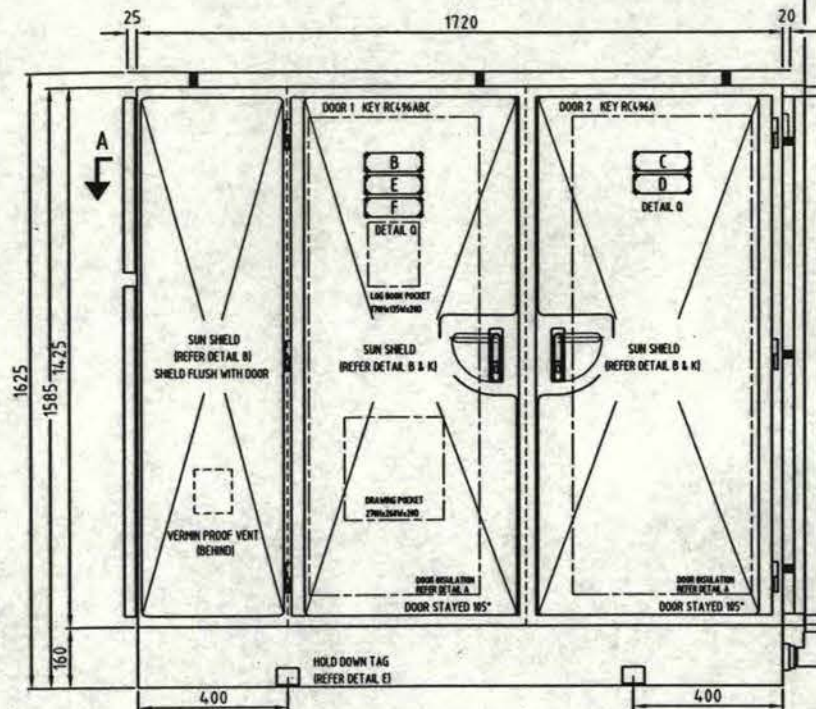 25
1720
20
DOOR 1 KEY RC496ABC
DOOR 2 KEY RC496A
A
B
E
F
DETAIL Q
C
D
DETAIL Q
LOG BOOK POCKET
170Hx135Wx20D
SUN SHIELD
(REFER DETAIL B)
SHIELD FLUSH WITH DOOR
SUN SHIELD
(REFER DETAIL B & K)
SUN SHIELD
(REFER DETAIL B & K)
1625
1585
1425
DRAWING POCKET
270Hx260Wx20D
VERMIN PROOF VENT
(BEHIND)
DOOR INSULATION
REFER DETAIL A
DOOR STAYED 105°
DOOR INSULATION
REFER DETAIL A
DOOR STAYED 105°
160
HOLD DOWN TAG
(REFER DETAIL E)
400
400